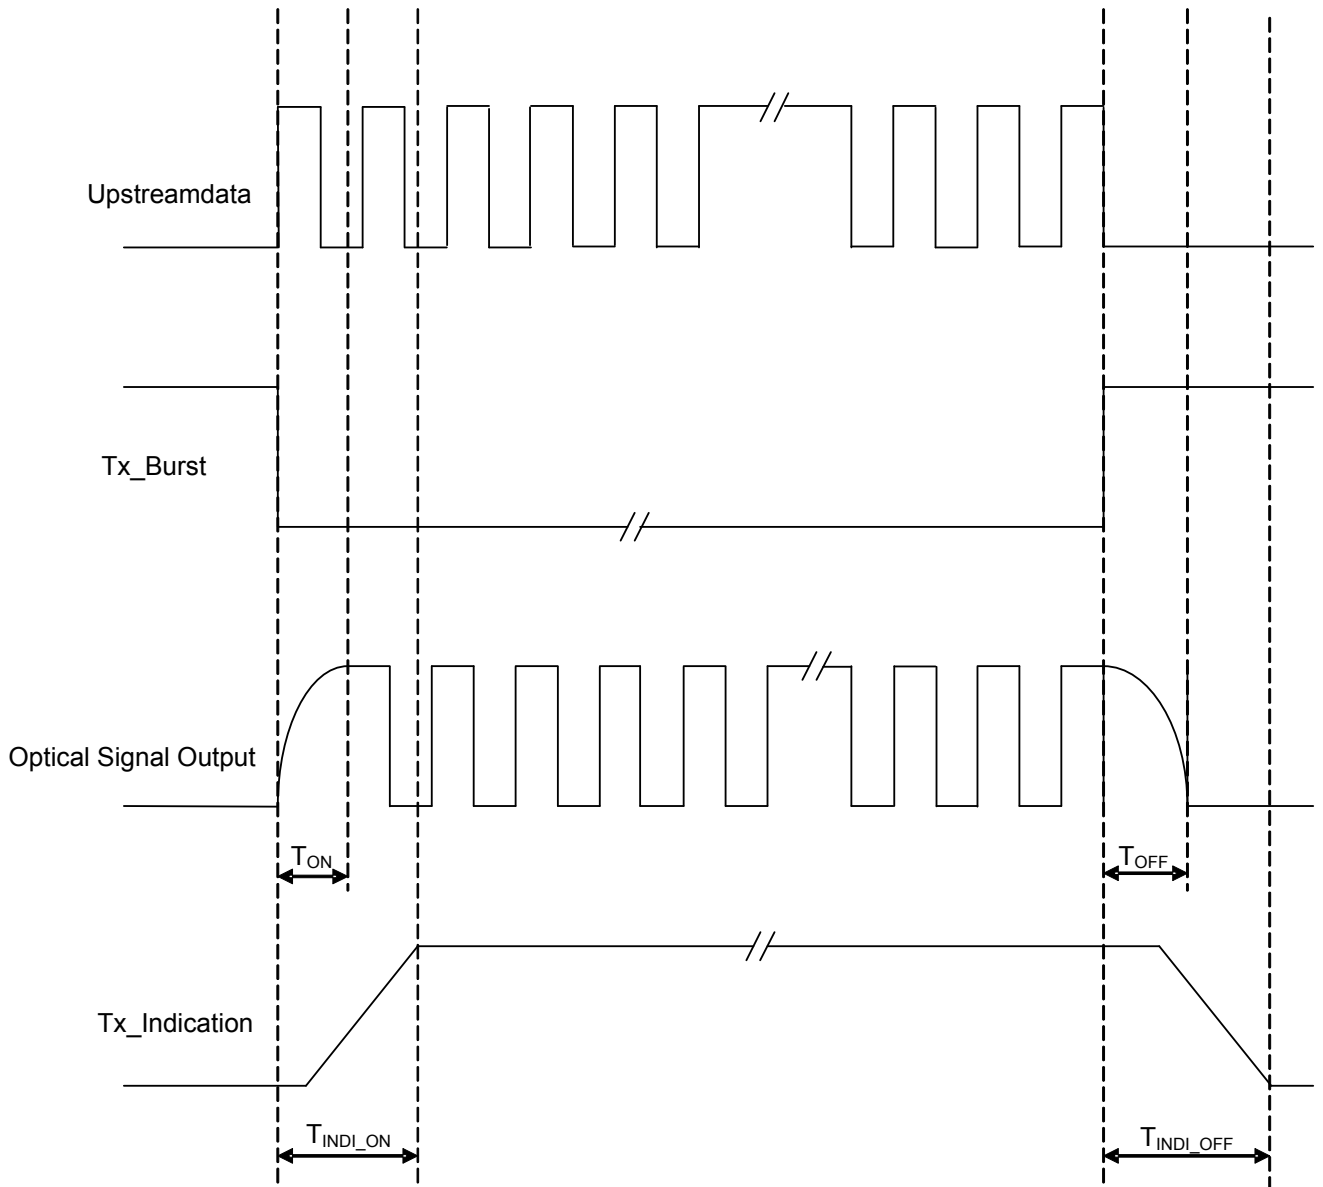 Upstreamdata
Tx_Burst
Optical Signal Output
TON
TOFF
Tx_Indication
TINDI_ON
TINDI_OFF